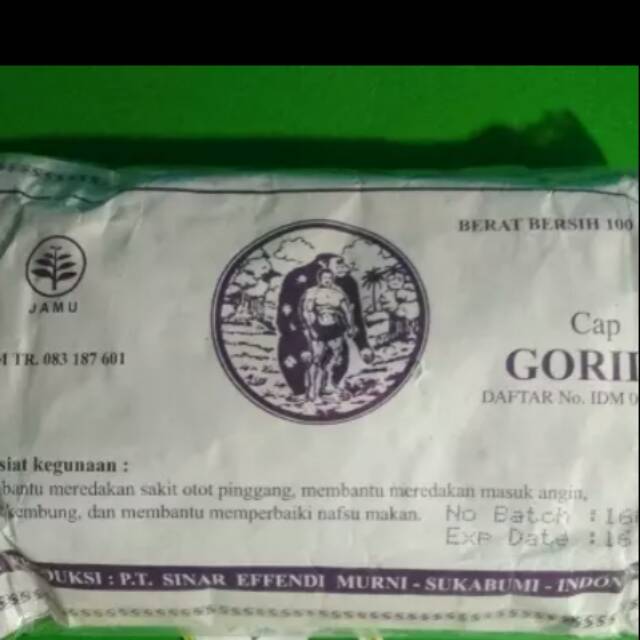 BERAT BERSIH 100
JAMU
TR. 083 187 601
Cap
GORIL
DAFTAR No. IDM 0
siat kegunaan :
bantu meredakan sakit otot pinggang, membantu meredakan masuk angin,
kembung, dan membantu memperbaiki nafsu makan.
No Batch : 16
Exp Date : 16
DUKSI : P.T. SINAR EFFENDI MURNI - SUKABUMI - INDON